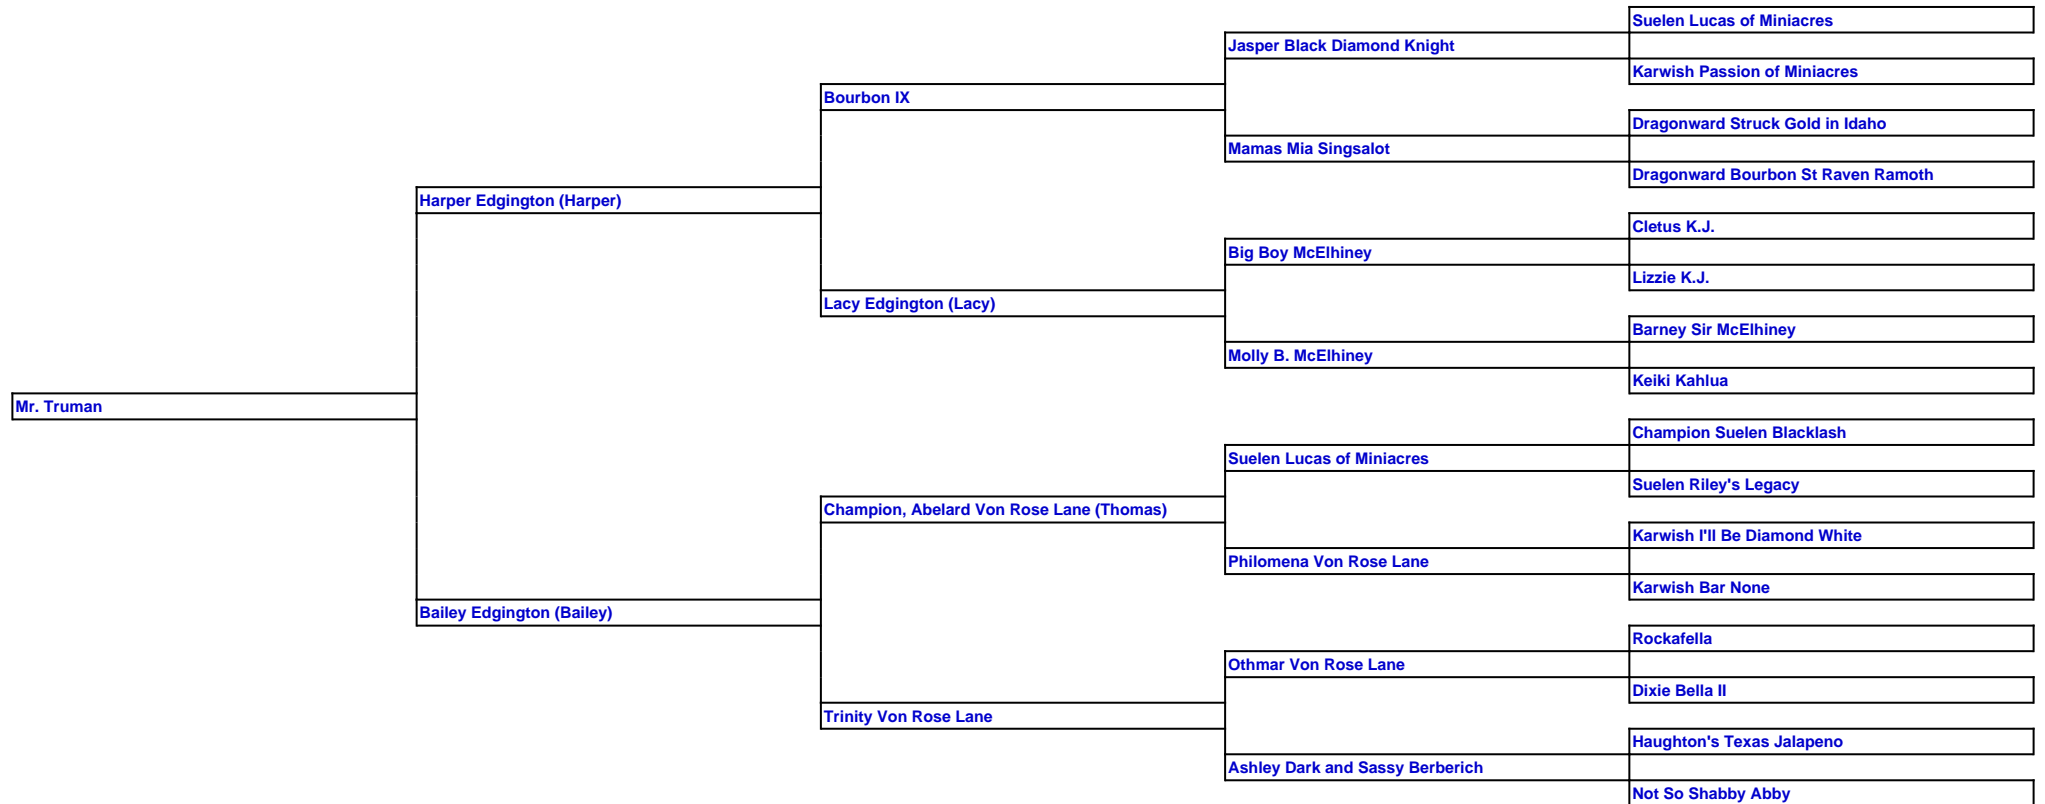 Suelen Lucas of Miniacres
Jasper Black Diamond Knight
Karwish Passion of Miniacres
Bourbon IX
Dragonward Struck Gold in Idaho
Mamas Mia Singsalot
Dragonward Bourbon St Raven Ramoth
Harper Edgington (Harper)
Cletus K.J.
Big Boy McElhiney
Lizzie K.J.
Lacy Edgington (Lacy)
Barney Sir McElhiney
Molly B. McElhiney
Keiki Kahlua
Mr. Truman
Champion Suelen Blacklash
Suelen Lucas of Miniacres
Suelen Riley's Legacy
Champion, Abelard Von Rose Lane (Thomas)
Karwish I'll Be Diamond White
Philomena Von Rose Lane
Karwish Bar None
Bailey Edgington (Bailey)
Rockafella
Othmar Von Rose Lane
Dixie Bella II
Trinity Von Rose Lane
Haughton's Texas Jalapeno
Ashley Dark and Sassy Berberich
Not So Shabby Abby